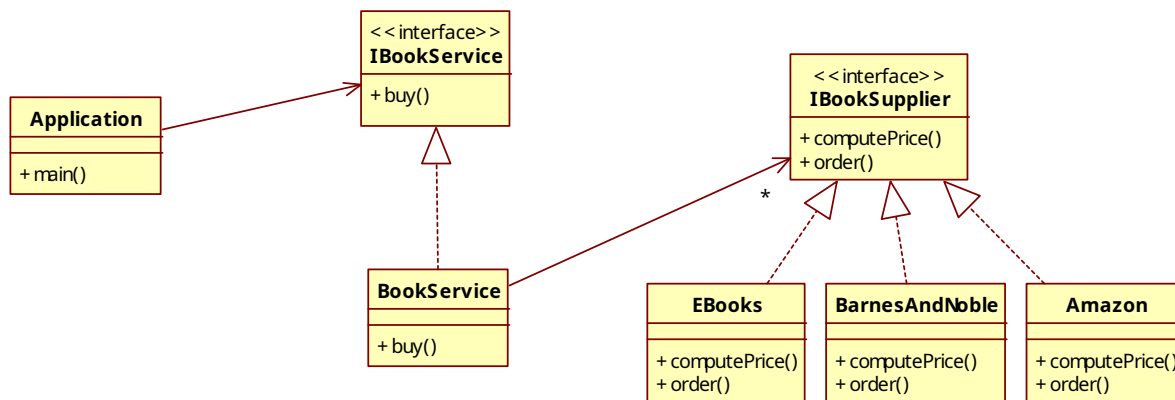 <<interface>>
IBookService
+ buy()
Application
+ main()
<<interface>>
IBookSupplier
+ computePrice()
+ order()
*
BookService
+ buy()
EBooks
+ computePrice()
+ order()
BarnesAndNoble
+ computePrice()
+ order()
Amazon
+ computePrice()
+ order()